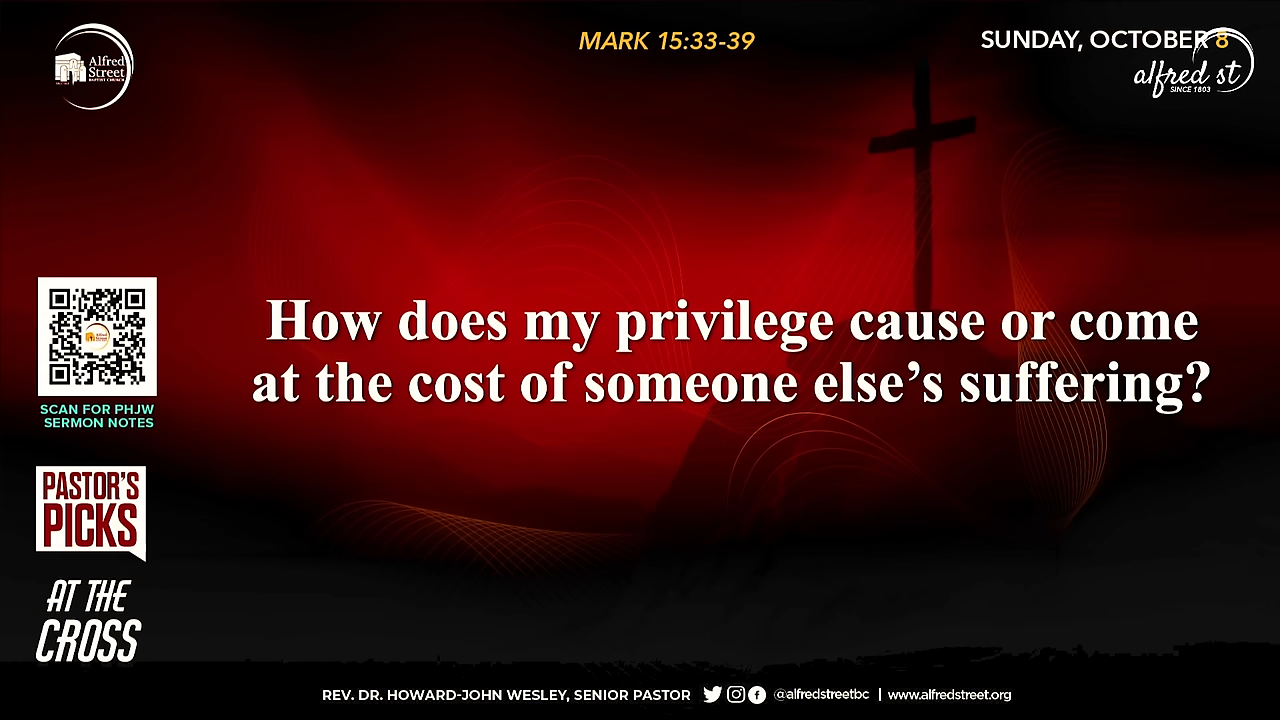 Alfred
Street
BAPTIST CHURCH
MARK 15:33-39
SUNDAY, OCTOBER 8
alfred st
SINCE 1803
How does my privilege cause or come
at the cost of someone else’s suffering?
SCAN FOR PHJW
SERMON NOTES
PASTOR'S
PICKS
AT THE
CROSS
REV. DR. HOWARD-JOHN WESLEY, SENIOR PASTOR @alfredstreetbc | www.alfredstreet.org